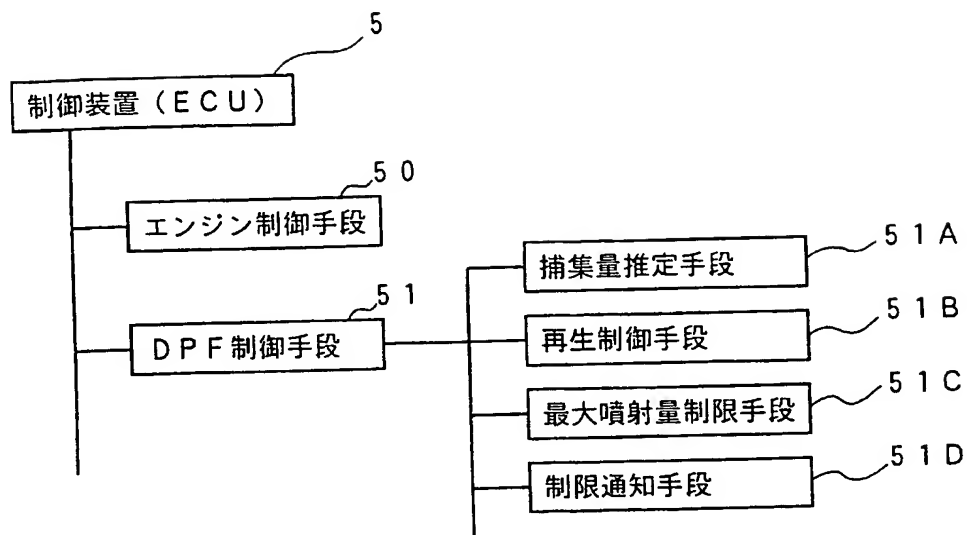 5
制御装置(ECU)
50
エンジン制御手段
51
DPF制御手段
51A
捕集量推定手段
51B
再生制御手段
51C
最大噴射量制限手段
51D
制限通知手段